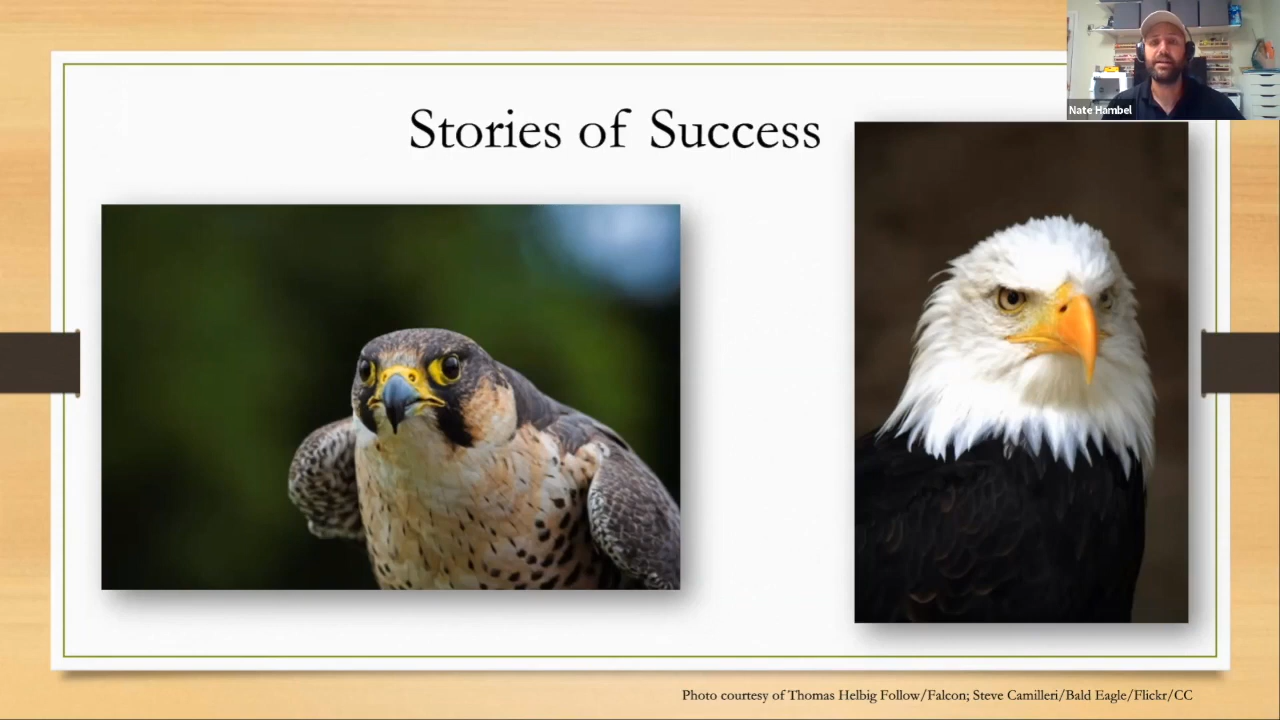 Nate Hambel
Stories of Success
Photo courtesy of Thomas Helbig Follow/Falcon; Steve Camilleri/Bald Eagle/Flickr/CC